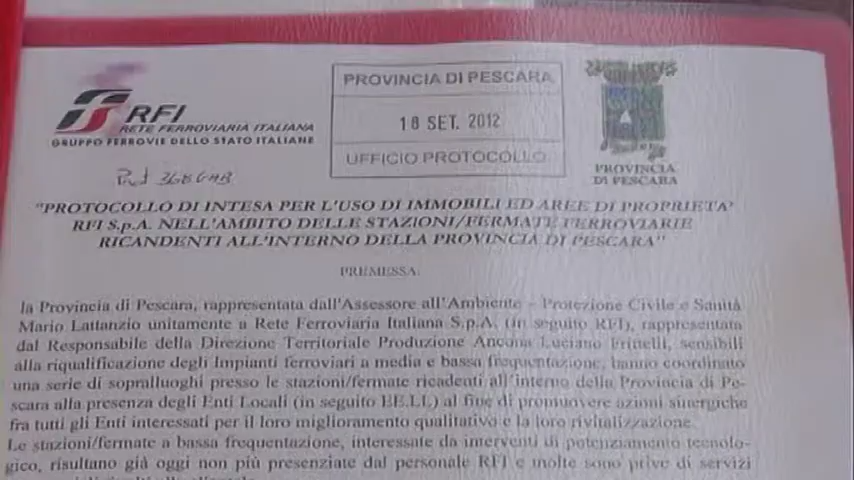 RFI
RETE FERROVIARIA ITALIANA
GRUPPO FERROVIE DELLO STATO ITALIANE
PROVINCIA DI PESCARA
18 SET. 2012
UFFICIO PROTOCOLLO
PROVINCIA
DI PESCARA
"PROTOCOLLO DI INTESA PER L'USO DI IMMOBILI ED AREE DI PROPRIETA'
RFI S.p.A. NELL'AMBITO DELLE STAZIONI/FERMATE FERROVIARIE
RICANDENTI ALL'INTERNO DELLA PROVINCIA DI PESCARA"
PREMESSA:
la Provincia di Pescara, rappresentata dall'Assessore all'Ambiente – Protezione Civile e Sanità
Mario Lattanzio unitamente a Rete Ferroviaria Italiana S.p.A. (in seguito RFI), rappresentata
dal Responsabile della Direzione Territoriale Produzione Ancona Luciano Frittelli, sensibili
alla riqualificazione degli Impianti ferroviari a media e bassa frequentazione, hanno coordinato
una serie di sopralluoghi presso le stazioni/fermate ricadenti all'interno della Provincia di Pe-
scara alla presenza degli Enti Locali (in seguito EE.LL) al fine di promuovere azioni sinergiche
fra tutti gli Enti interessati per il loro miglioramento qualitativo e la loro rivitalizzazione.
Le stazioni/fermate a bassa frequentazione, interessate da interventi di potenziamento tecnolo-
gico, risultano già oggi non più presenziate dal personale RFI e molte sono prive di servizi